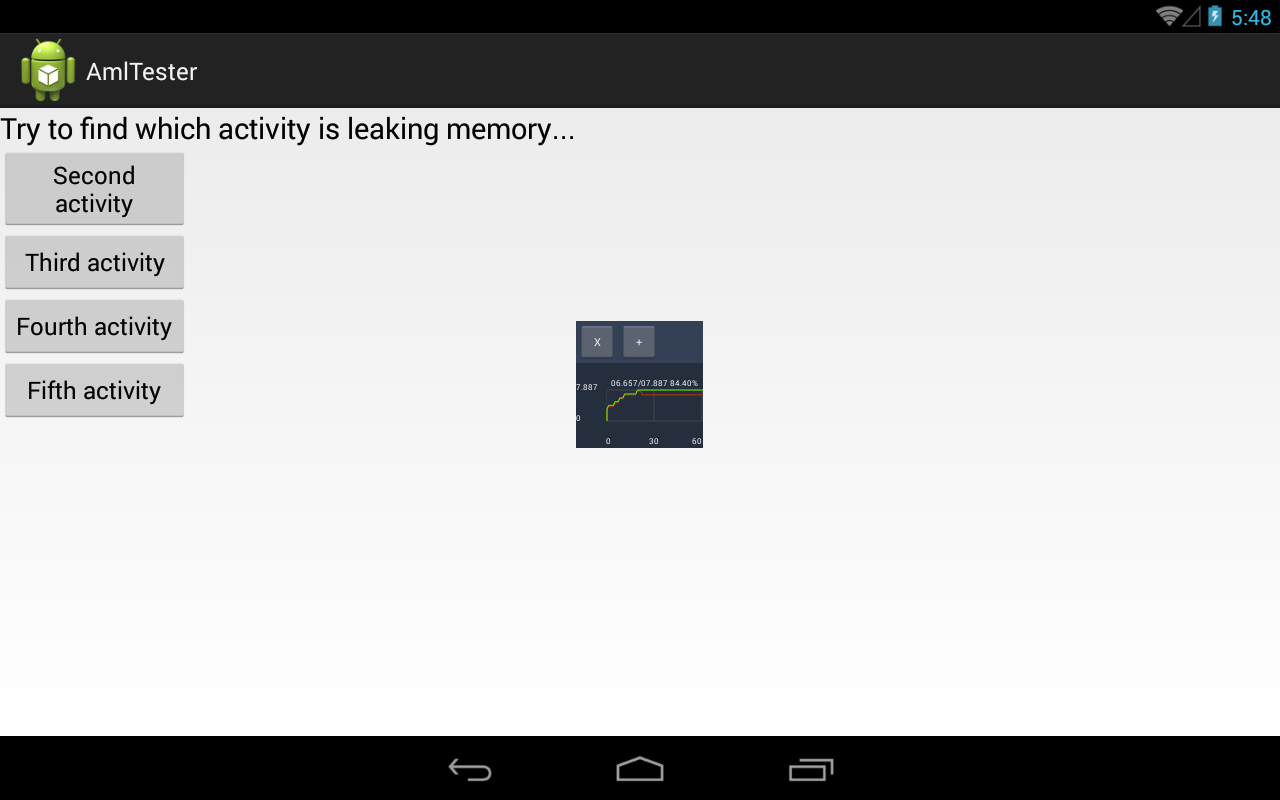 5:48
AmlTester
Try to find which activity is leaking memory...
Second
activity
Third activity
Fourth activity
Fifth activity
X +
06.657/07.887 84.40%
7.887
0
0 30 60